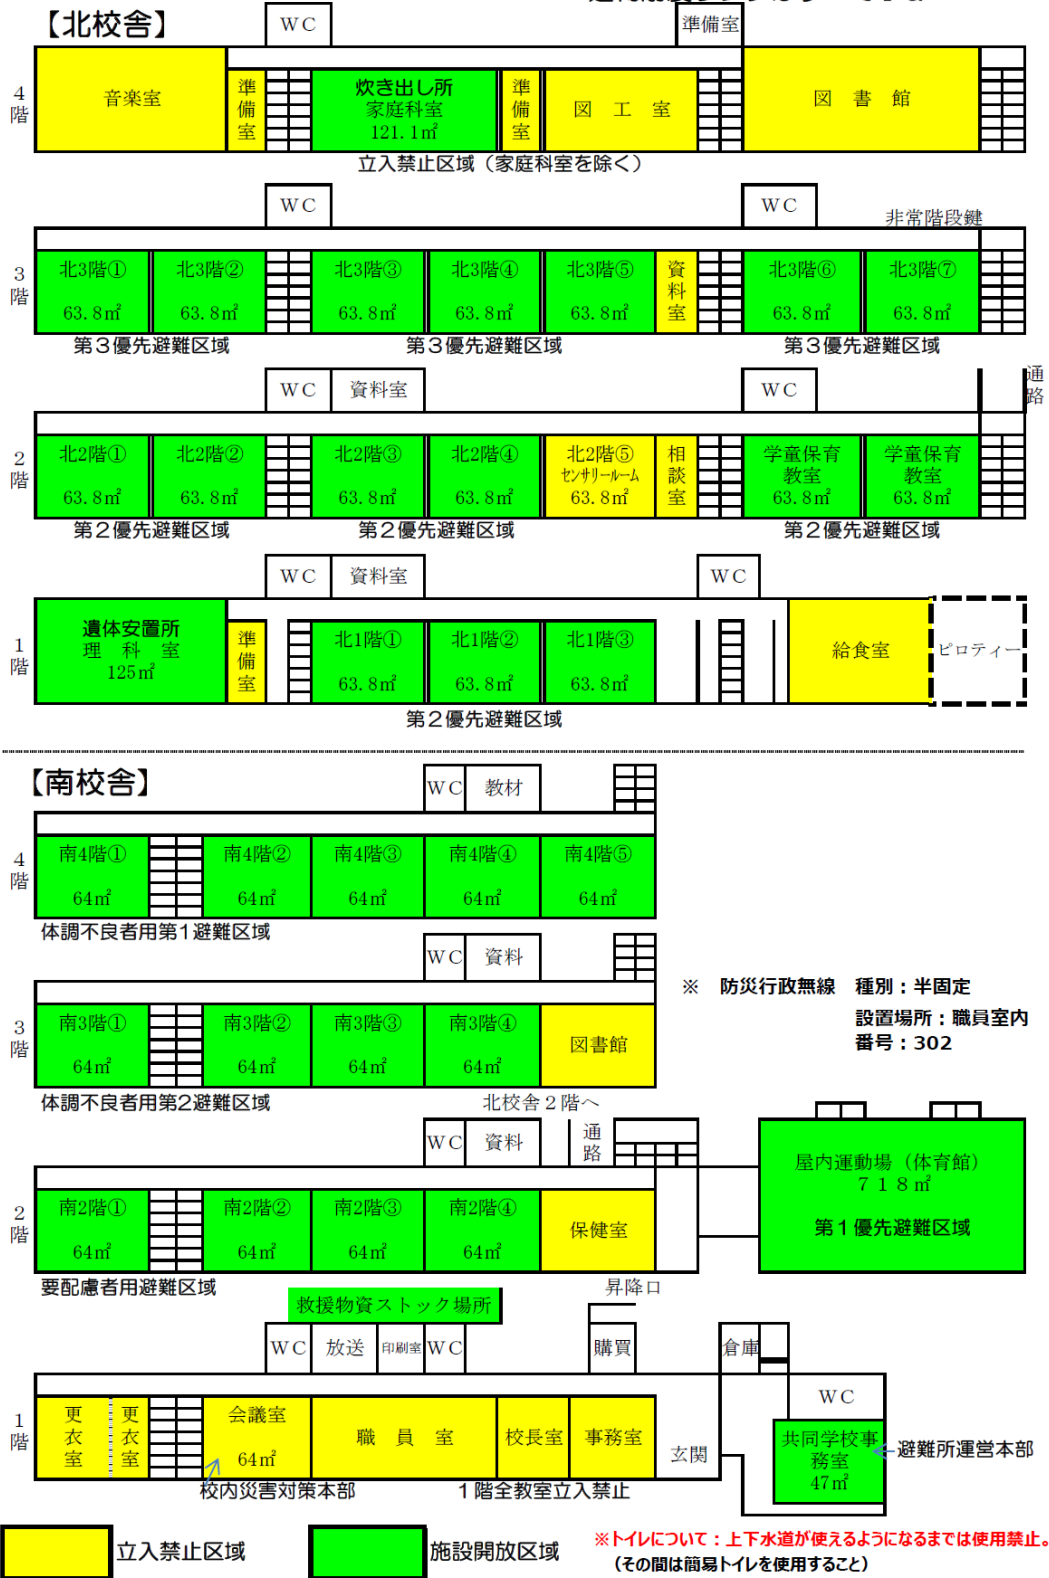 【北校舎】
WC
準備室
4階
音楽室
準備室
炊き出し所
家庭科室
121.1㎡
準備室
図 工 室
図 書 館
立入禁止区域（家庭科室を除く）
WC
WC
非常階段鍵
3階
北3階①
63.8㎡
北3階②
63.8㎡
北3階③
63.8㎡
北3階④
63.8㎡
北3階⑤
63.8㎡
資料室
北3階⑥
63.8㎡
北3階⑦
63.8㎡
第３優先避難区域
第３優先避難区域
第３優先避難区域
WC
資料室
WC
通路
2階
北2階①
63.8㎡
北2階②
63.8㎡
北2階③
63.8㎡
北2階④
63.8㎡
北2階⑤
センサリールーム
63.8㎡
相談室
学童保育
教室
63.8㎡
学童保育
教室
63.8㎡
第２優先避難区域
第２優先避難区域
第２優先避難区域
WC
資料室
WC
1階
遺体安置所
理 科 室
125㎡
準備室
北1階①
63.8㎡
北1階②
63.8㎡
北1階③
63.8㎡
給食室
ピロティー
第２優先避難区域
【南校舎】
WC
教材
4階
南4階①
64㎡
南4階②
64㎡
南4階③
64㎡
南4階④
64㎡
南4階⑤
64㎡
体調不良者用第1避難区域
WC
資料
※ 防災行政無線 種別：半固定
設置場所：職員室内
番号：302
3階
南3階①
64㎡
南3階②
64㎡
南3階③
64㎡
南3階④
64㎡
図書館
体調不良者用第2避難区域
北校舎２階へ
WC
資料
通路
2階
南2階①
64㎡
南2階②
64㎡
南2階③
64㎡
南2階④
64㎡
保健室
屋内運動場（体育館）
７１８㎡
第１優先避難区域
要配慮者用避難区域
救援物資ストック場所
昇降口
WC
放送
印刷室
WC
購買
倉庫
WC
1階
更衣室
更衣室
会議室
64㎡
職 員 室
校長室
事務室
玄関
共同学校事
務室
47㎡
避難所運営本部
校内災害対策本部
１階全教室立入禁止
立入禁止区域
施設開放区域
※トイレについて：上下水道が使えるようになるまでは使用禁止。
（その間は簡易トイレを使用すること）